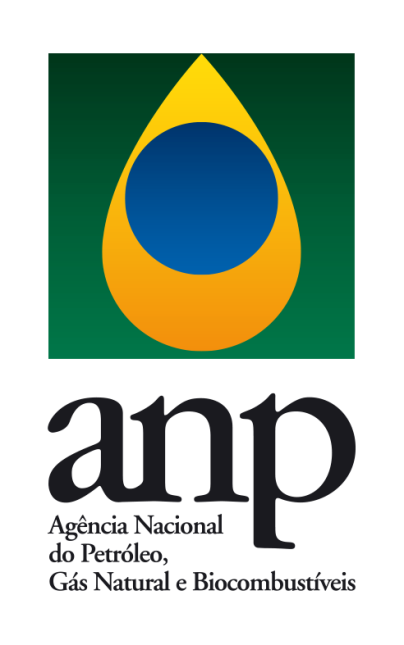 anp
Agência Nacional
do Petróleo,
Gás Natural e Biocombustíveis